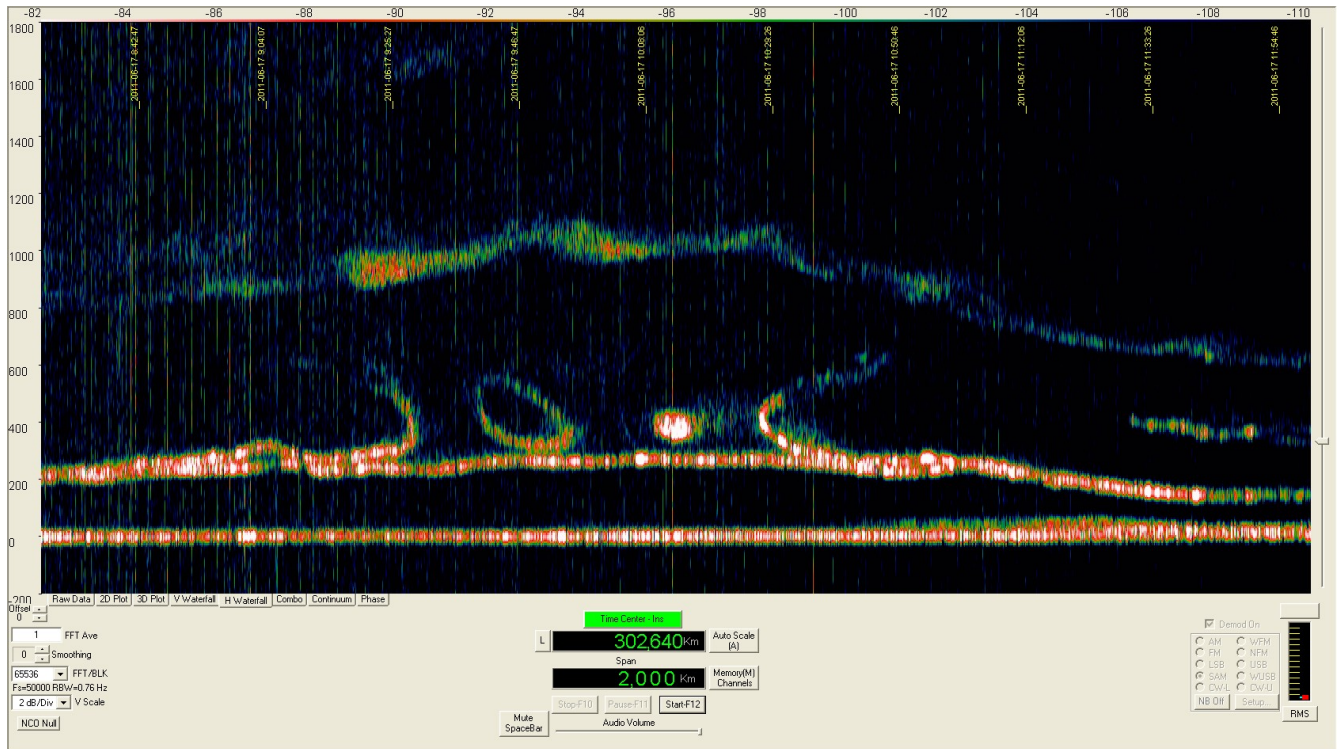 -82 -84 -86 -88 -90 -92 -94 -96 -98 -100 -102 -104 -106 -108 -110
1800
1600
1400
1200
1000
800
600
400
200
0
-200
2011-06-17 8:42:47
2011-06-17 9:04:07
2011-06-17 9:25:27
2011-06-17 9:46:47
2011-06-17 10:08:06
2011-06-17 10:29:26
2011-06-17 10:50:46
2011-06-17 11:12:06
2011-06-17 11:33:26
2011-06-17 11:54:46
Raw Data 2D Plot 3D Plot V Waterfall H Waterfall Combo Continuum Phase
Offset
0
1 FFT Ave
0 Smoothing
65536 FFT/BLK
Fs=50000 RBW=0.76 Hz
2 dB/Div V Scale
NCO Null
Time Center - Ins
L 302,640 Km Auto Scale
(A)
Span
2,000 Km Memory(M)
Channels
Stop-F10 Pause-F11 Start-F12
Mute
SpaceBar
Audio Volume
Demod On
AM WFM
FM NFM
LSB USB
SAM WUSB
CW-L CW-U
NB Off Setup...
RMS